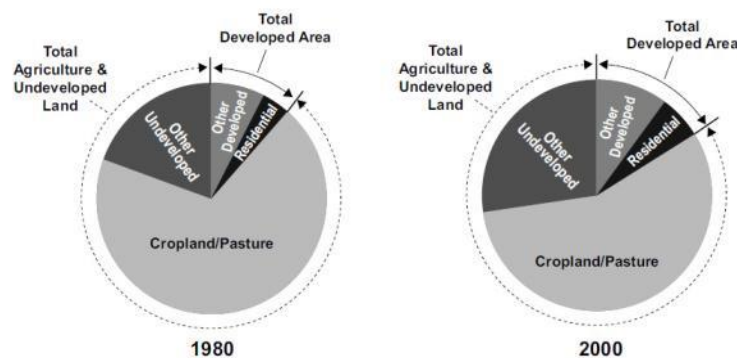 Total
Developed Area
Total
Agriculture &
Undeveloped
Land
Other
Undeveloped
Other
Developed
Residential
Cropland/Pasture
1980
Total
Developed Area
Total
Agriculture &
Undeveloped
Land
Other
Undeveloped
Other
Developed
Residential
Cropland/Pasture
2000